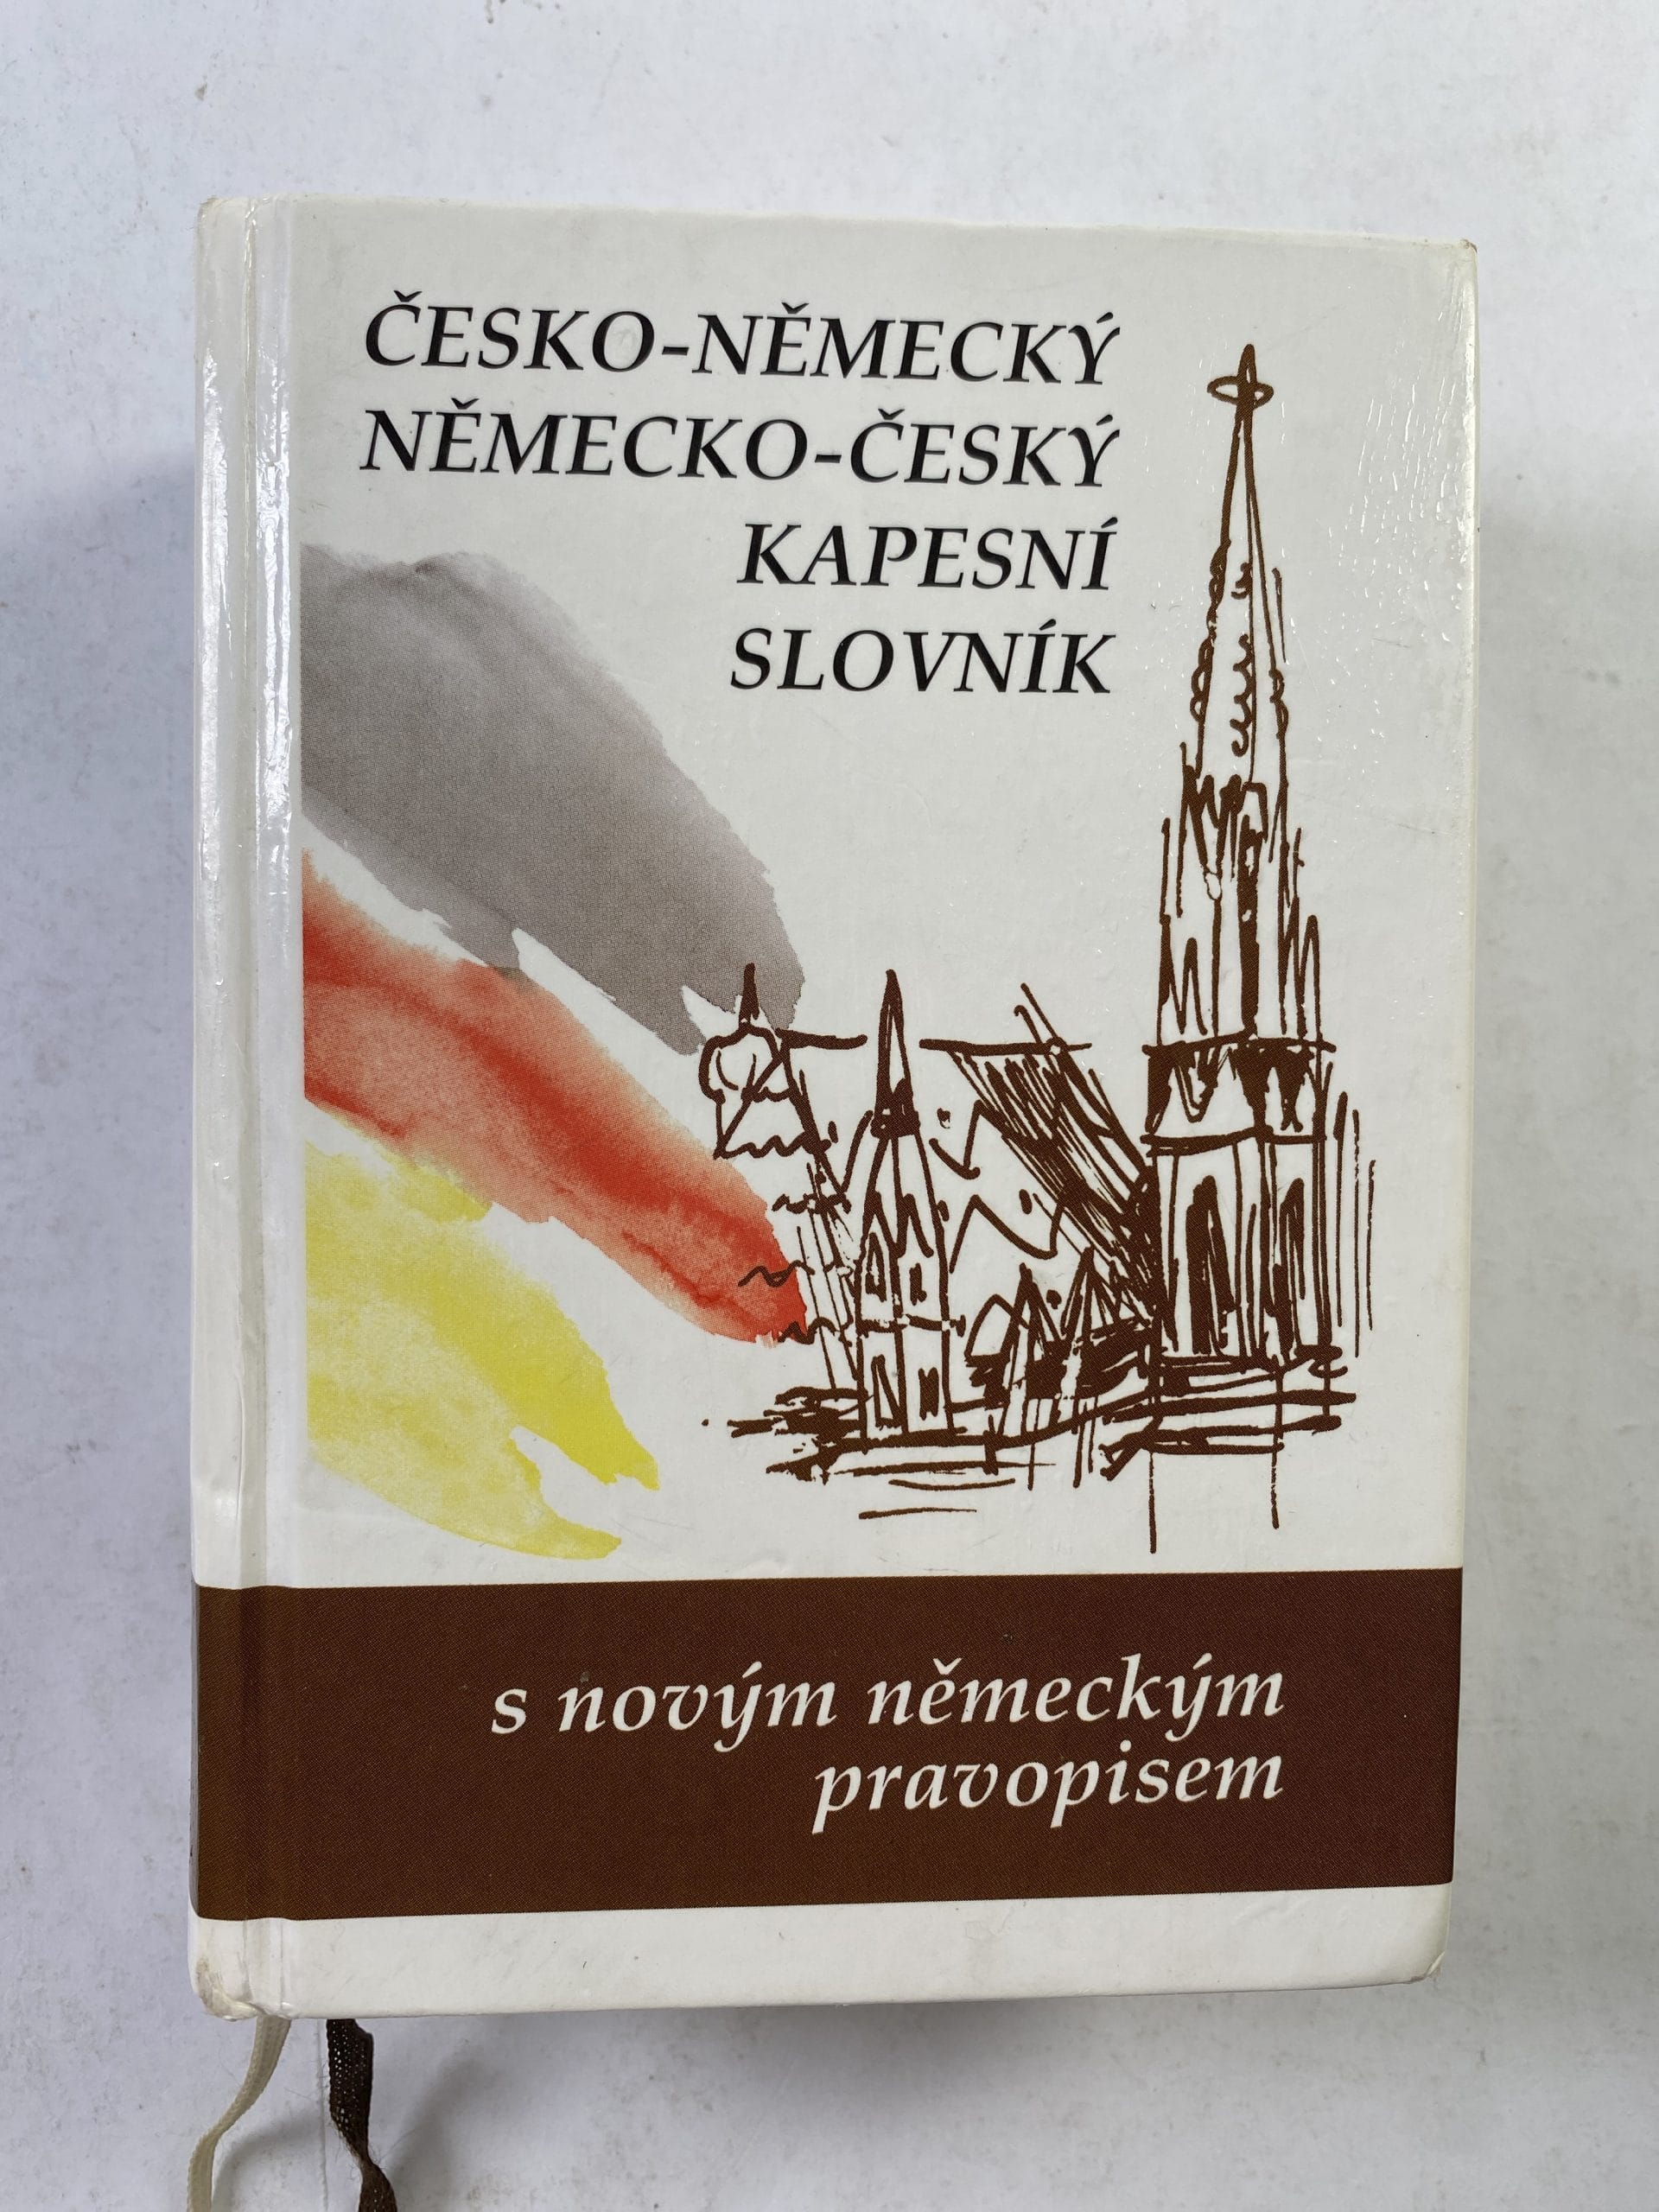 ČESKO-NĚMECKÝ
NĚMECKO-ČESKÝ
KAPESNÍ
SLOVNÍK
s novým německým
pravopisem